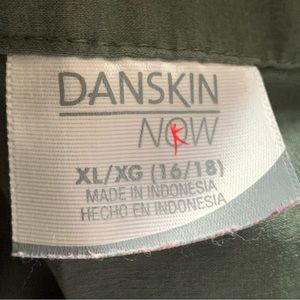 DANSKIN
NOW
XL/XG (16/18)
MADE IN INDONESIA
HECHO EN INDONESIA